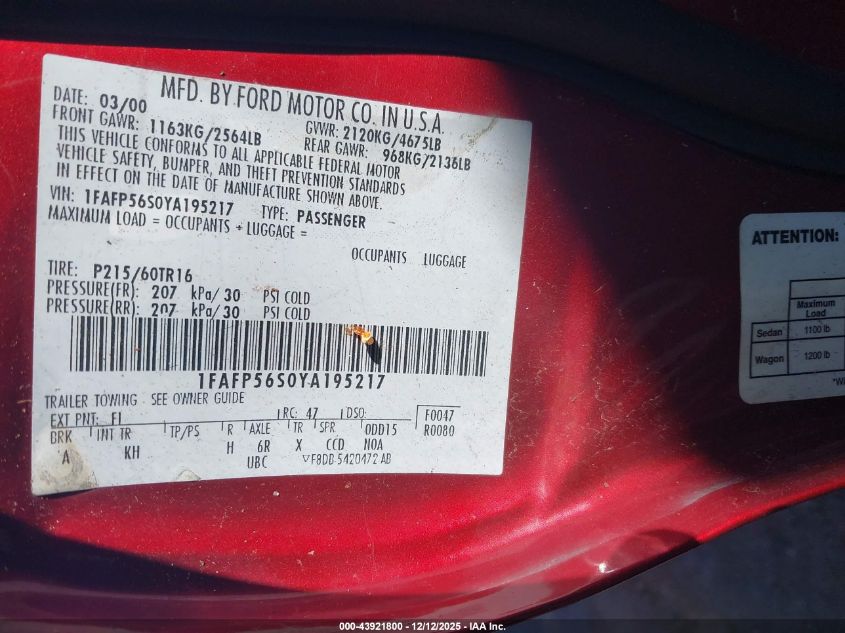 MFD. BY FORD MOTOR CO. IN U.S.A.
DATE: 03/00 GVWR: 2120KG/4675LB
FRONT GAWR: 1163KG/2564LB REAR GAWR: 968KG/2136LB
THIS VEHICLE CONFORMS TO ALL APPLICABLE FEDERAL MOTOR
VEHICLE SAFETY, BUMPER, AND THEFT PREVENTION STANDARDS
IN EFFECT ON THE DATE OF MANUFACTURE SHOWN ABOVE.
VIN: 1FAFP56S0YA195217 TYPE: PASSENGER
MAXIMUM LOAD = OCCUPANTS + LUGGAGE =
OCCUPANTS LUGGAGE
TIRE: P215/60TR16
PRESSURE(FR): 207 kPa/ 30 PSI COLD
PRESSURE(RR): 207 kPa/ 30 PSI COLD
1FAFP56S0YA195217
TRAILER TOWING - SEE OWNER GUIDE
EXT PNT: FI RC: 47 DSO: F0047
BRK INT TR TP/PS R AXLE TR SPR 0DD15 R0080
A KH H 6R X CCD NOA
UBC VF8DB 5420472 AB
ATTENTION:
Maximum Load
Sedan 1100 lb
Wagon 1200 lb
000-43921800 - 12/12/2025 - IAA Inc.